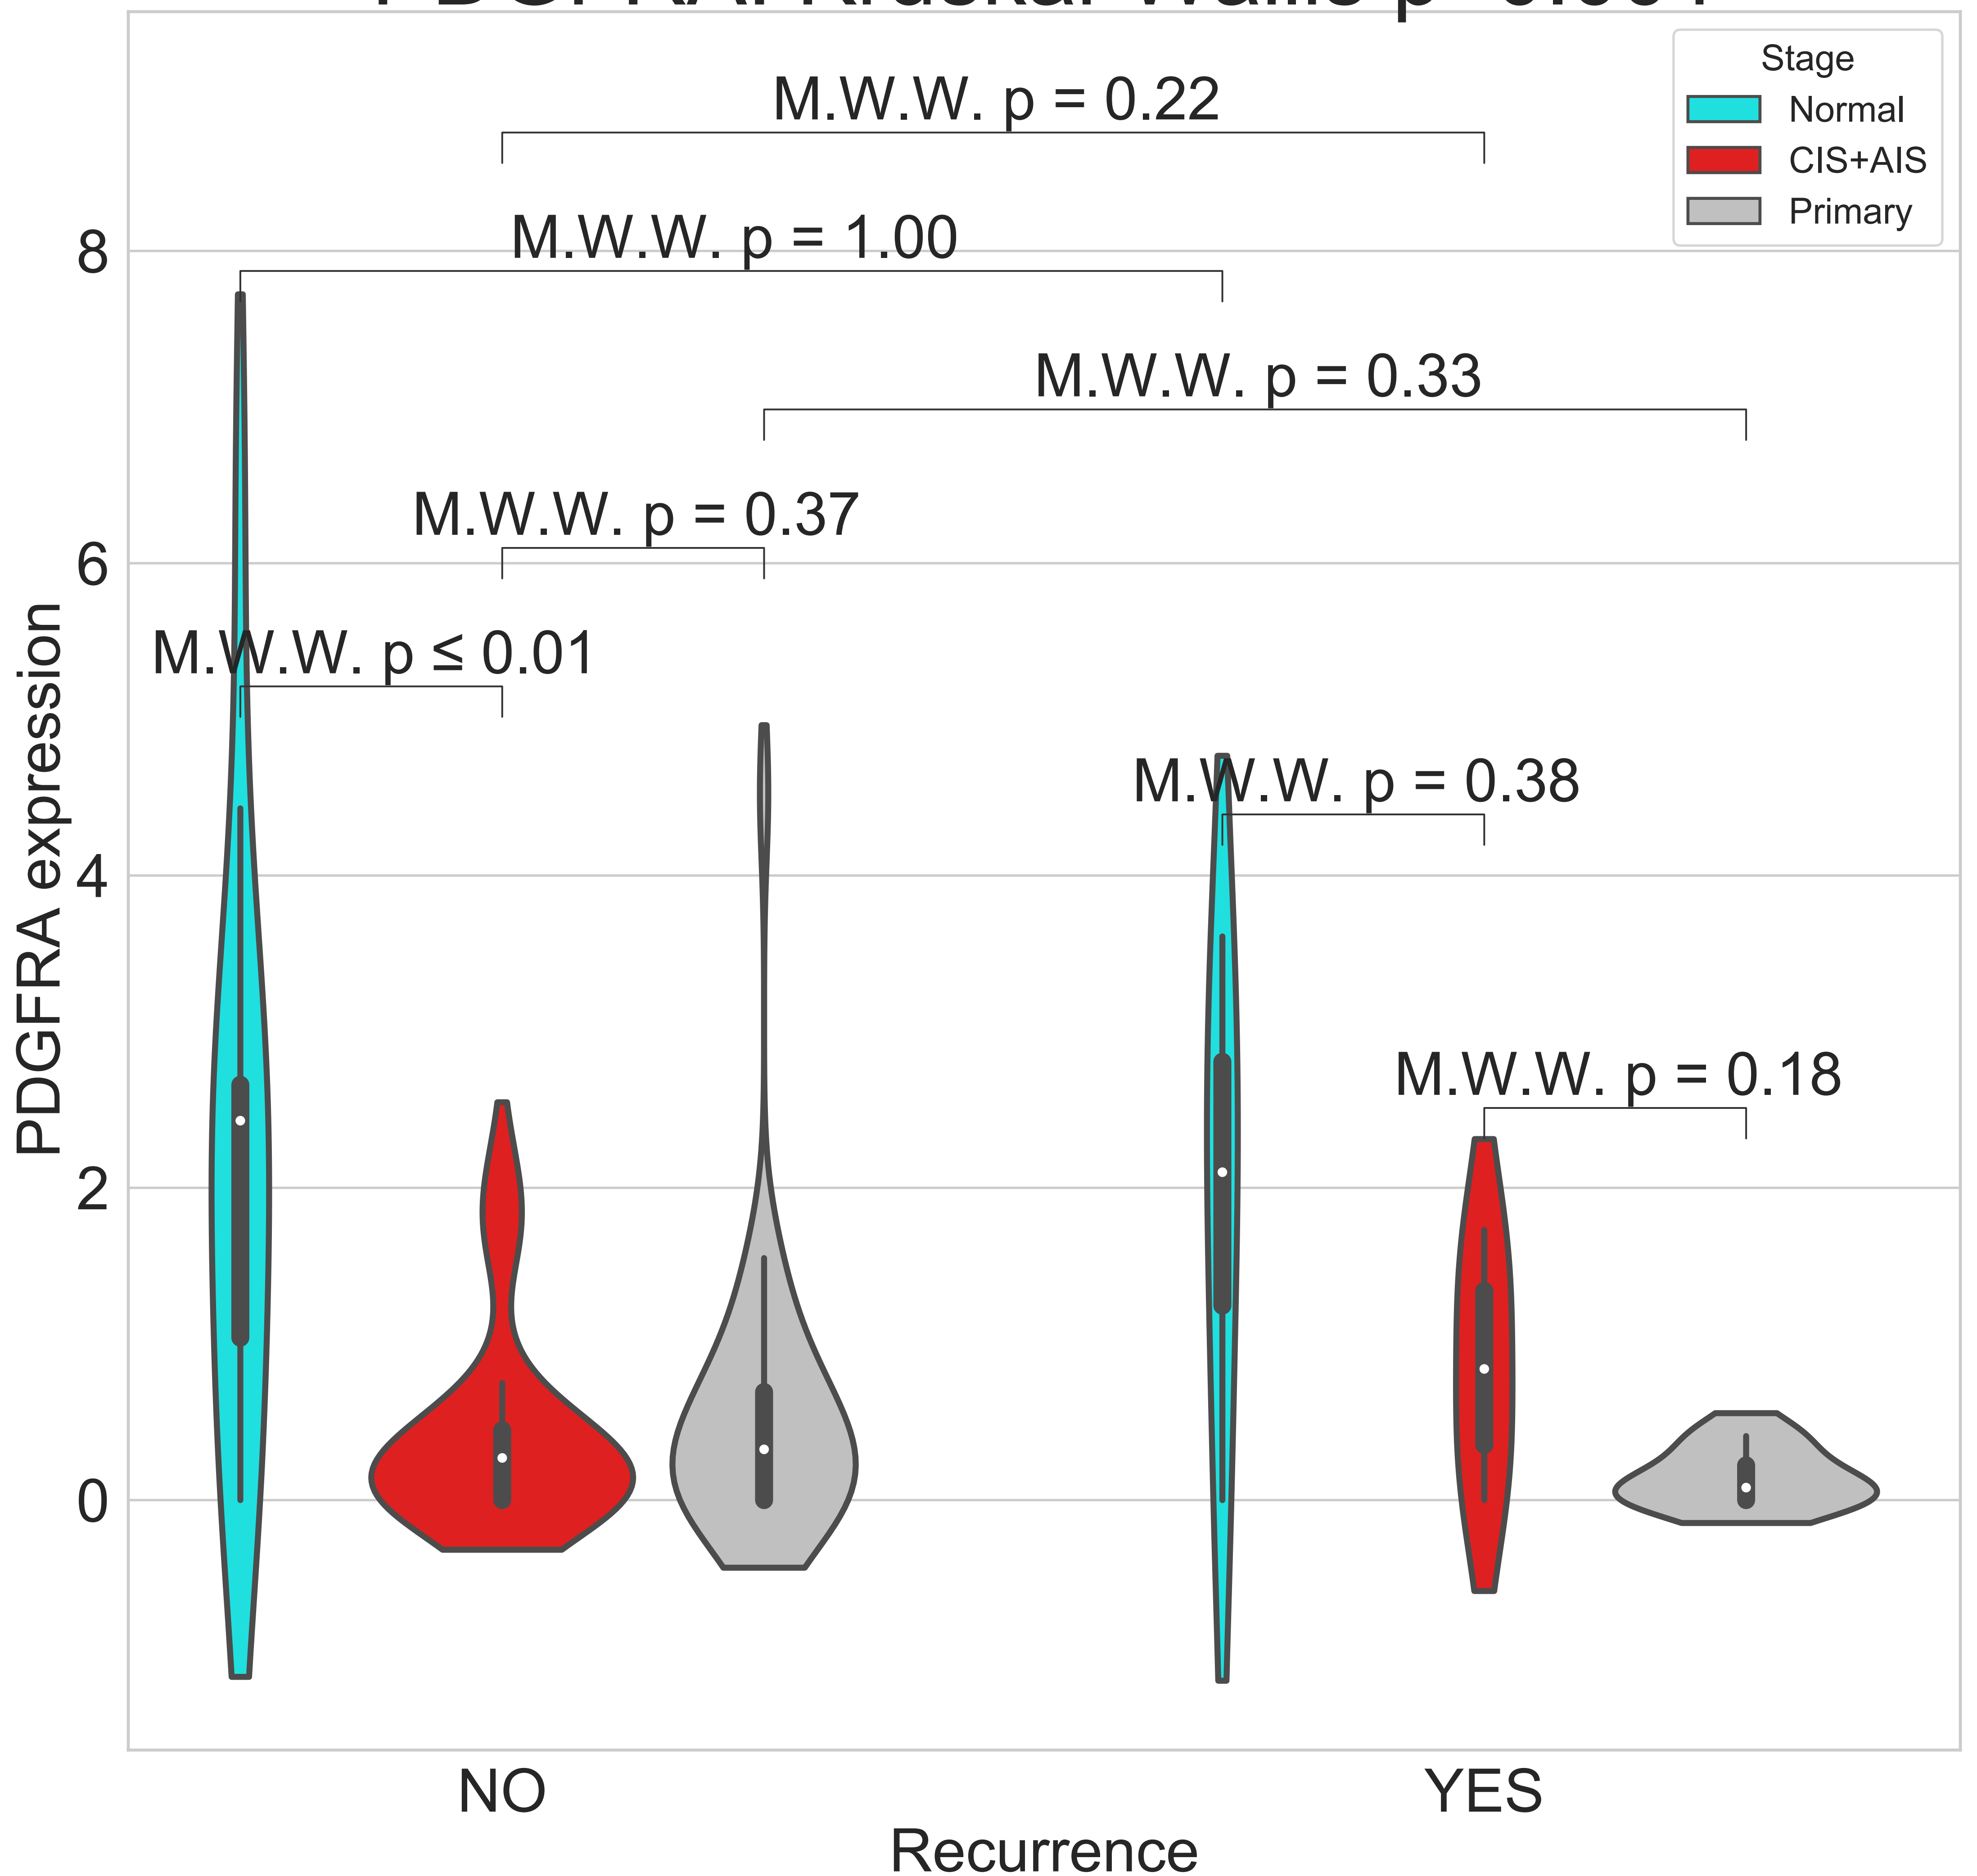 Stage
Normal
CIS+AIS
Primary
M.W.W. p = 0.22
M.W.W. p = 1.00
M.W.W. p = 0.33
M.W.W. p = 0.37
M.W.W. p ≤ 0.01
M.W.W. p = 0.38
M.W.W. p = 0.18
PDGFRA expression
8
6
4
2
0
NO
YES
Recurrence